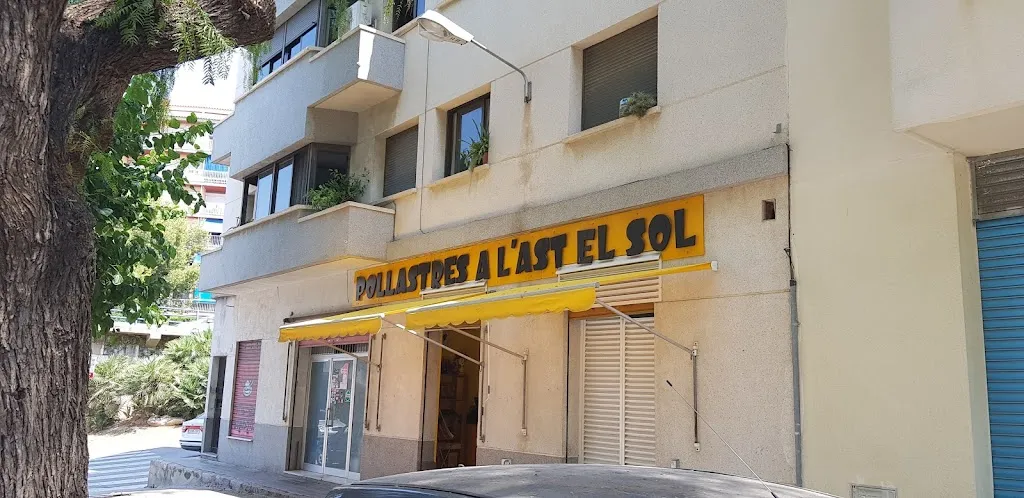 POLLASTRES A L'AST EL SOL